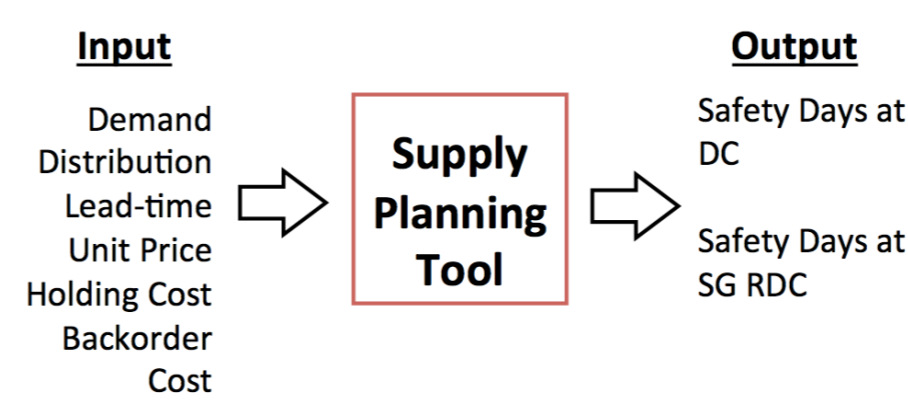 Input
Demand
Distribution
Lead-time
Unit Price
Holding Cost
Backorder
Cost
Supply
Planning
Tool
Output
Safety Days at
DC
Safety Days at
SG RDC